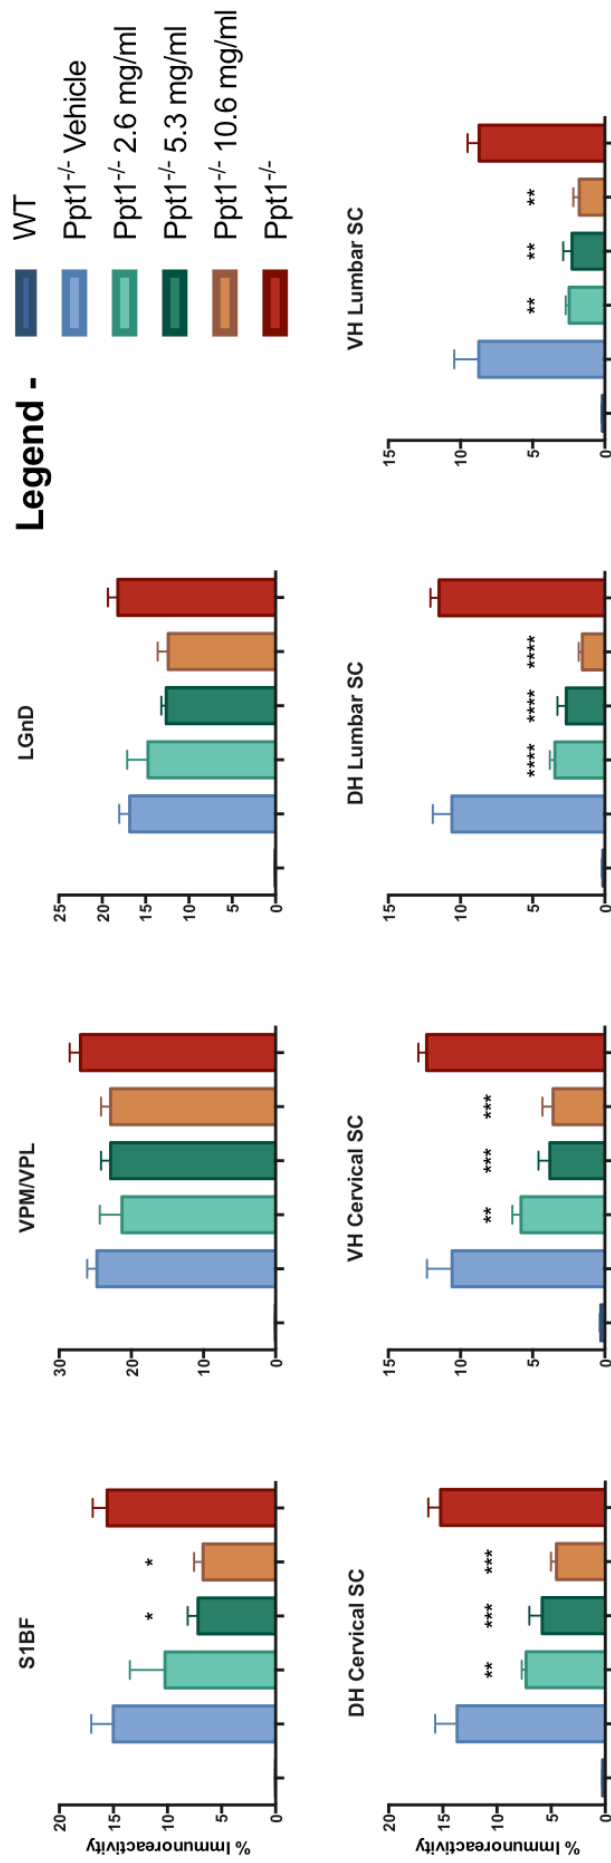 Legend -
WT
Ppt1-/- Vehicle
Ppt1-/- 2.6 mg/ml
Ppt1-/- 5.3 mg/ml
Ppt1-/- 10.6 mg/ml
Ppt1-/-
S1BF
% Immunoreactivity
20
15
10
5
0
*
*
VPM/VPL
30
20
10
0
LGnD
25
20
15
10
5
0
DH Cervical SC
% Immunoreactivity
20
15
10
5
0
**
***
***
VH Cervical SC
15
10
5
0
**
***
***
DH Lumbar SC
15
10
5
0
****
****
****
VH Lumbar SC
15
10
5
0
**
**
**